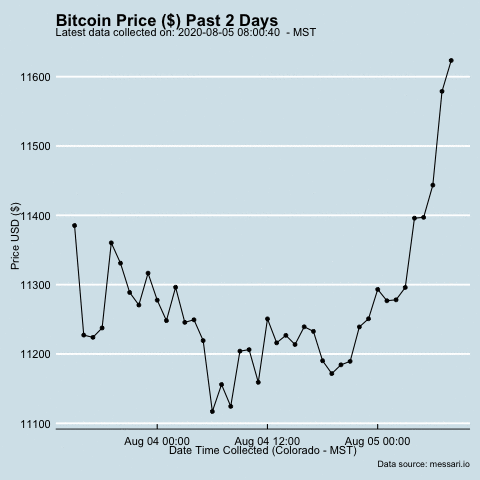 Bitcoin Price ($) Past 2 Days
Latest data collected on: 2020-08-05 08:00:40  - MST
11600
11500
11400
11300
11200
11100
Price USD ($)
Aug 04 00:00 Aug 04 12:00 Aug 05 00:00
Date Time Collected (Colorado - MST)
Data source: messari.io